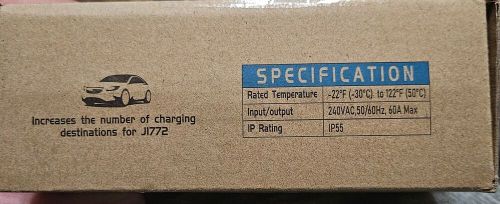 Increases the number of charging
destinations for J1772
SPECIFICATION
Rated Temperature -22°F (-30°C) to 122°F (50°C)
Input/output 240VAC,50/60Hz, 60A Max
IP Rating IP55